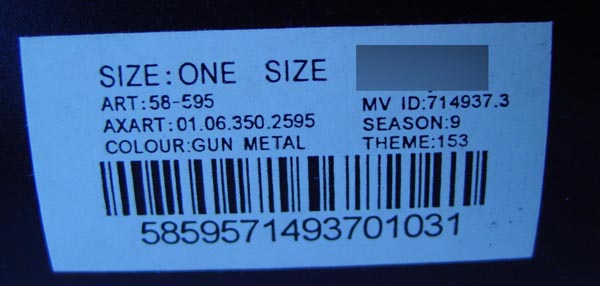 SIZE:ONE SIZE
ART:58-595
MV ID:714937.3
AXART:01.06.350.2595
SEASON:9
COLOUR:GUN METAL
THEME:153
5859571493701031